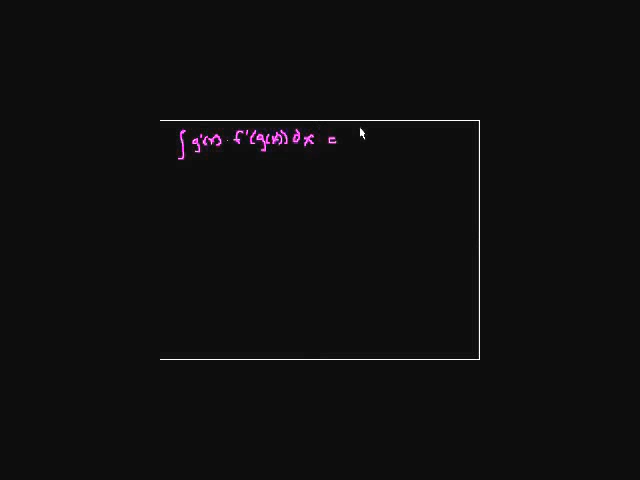 ∫ g'(x) · f'(g(x)) dx =